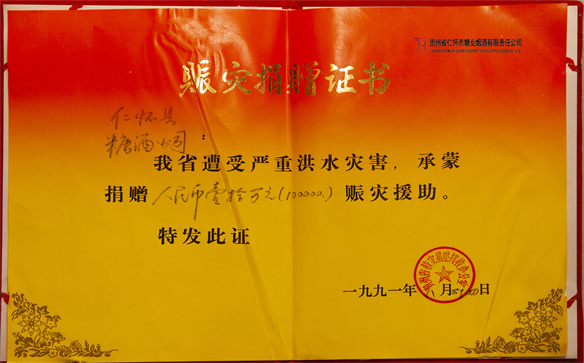 贵州省仁怀市糖业烟酒有限责任公司
赈灾捐赠证书
仁怀县
糖酒公司:
我省遭受严重洪水灾害，承蒙
捐赠人民币壹拾万元(100000.)赈灾援助。
特发此证
一九九一年八月 日